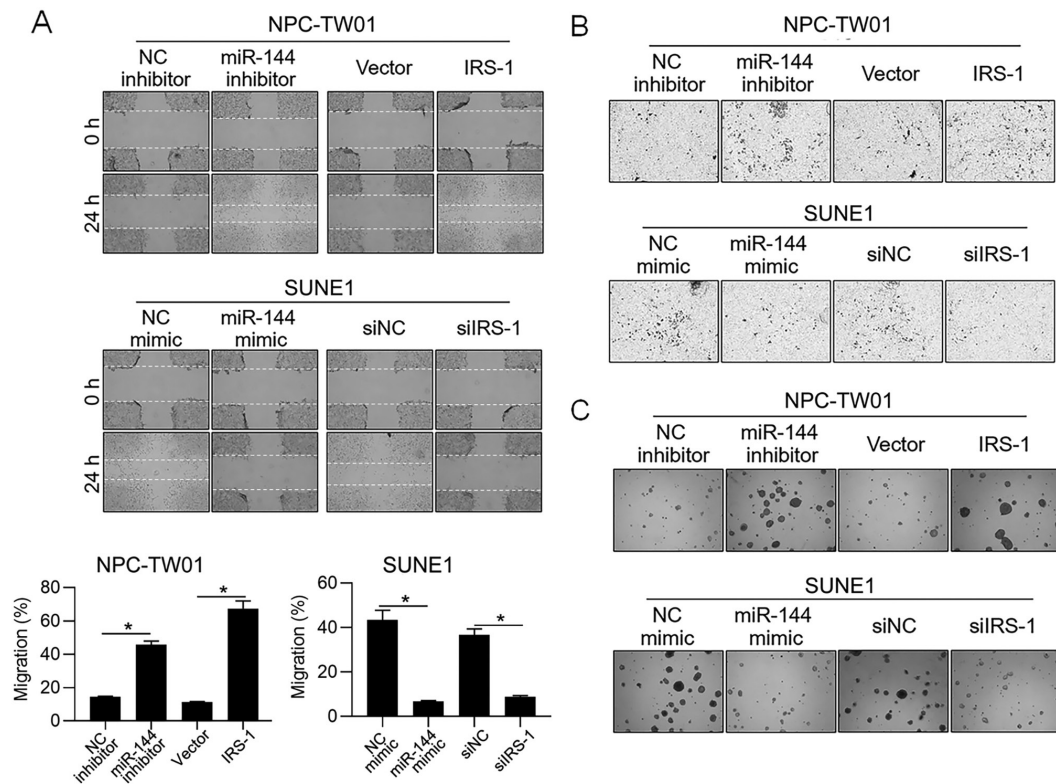 A
NPC-TW01
NC inhibitor
miR-144 inhibitor
Vector
IRS-1
0 h
24 h
SUNE1
NC mimic
miR-144 mimic
siNC
siIRS-1
0 h
24 h
NPC-TW01
Migration (%)
80
60
40
20
0
*
*
NC inhibitor
miR-144 inhibitor
Vector
IRS-1
SUNE1
Migration (%)
60
40
20
0
*
*
NC mimic
miR-144 mimic
siNC
siIRS-1
B
NPC-TW01
NC inhibitor
miR-144 inhibitor
Vector
IRS-1
SUNE1
NC mimic
miR-144 mimic
siNC
siIRS-1
C
NPC-TW01
NC inhibitor
miR-144 inhibitor
Vector
IRS-1
SUNE1
NC mimic
miR-144 mimic
siNC
siIRS-1